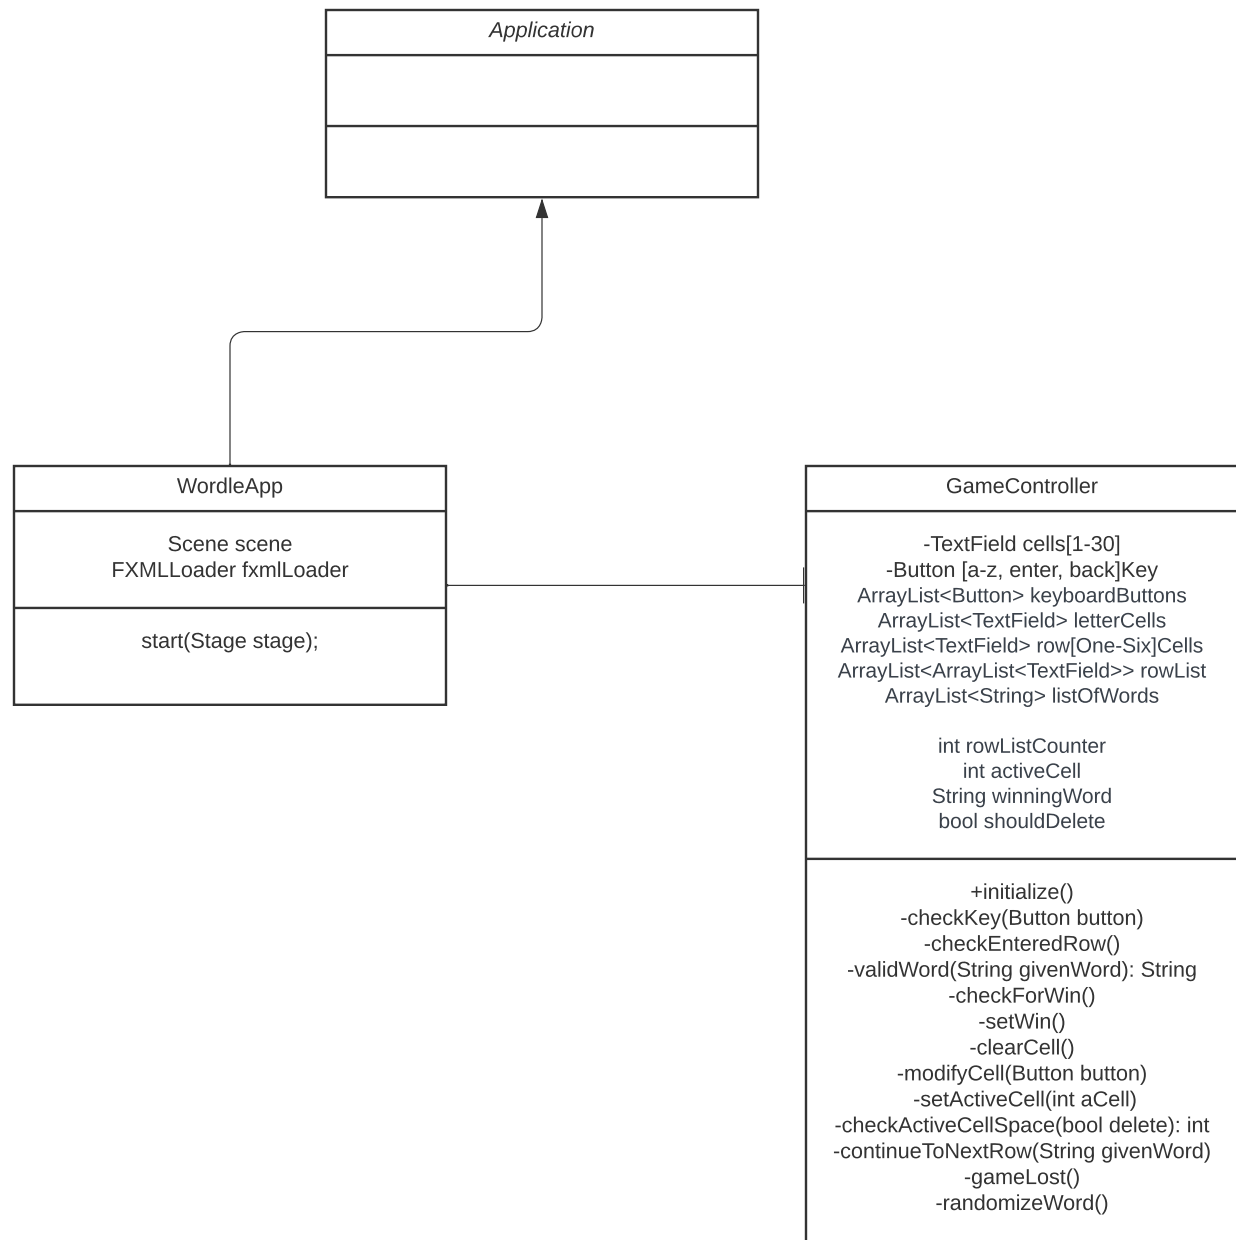 Application
WordleApp
Scene scene
FXMLLoader fxmlLoader
start(Stage stage);
GameController
-TextField cells[1-30]
-Button [a-z, enter, back]Key
ArrayList<Button> keyboardButtons
ArrayList<TextField> letterCells
ArrayList<TextField> row[One-Six]Cells
ArrayList<ArrayList<TextField>> rowList
ArrayList<String> listOfWords
int rowListCounter
int activeCell
String winningWord
bool shouldDelete
+initialize()
-checkKey(Button button)
-checkEnteredRow()
-validWord(String givenWord): String
-checkForWin()
-setWin()
-clearCell()
-modifyCell(Button button)
-setActiveCell(int aCell)
-checkActiveCellSpace(bool delete): int
-continueToNextRow(String givenWord)
-gameLost()
-randomizeWord()